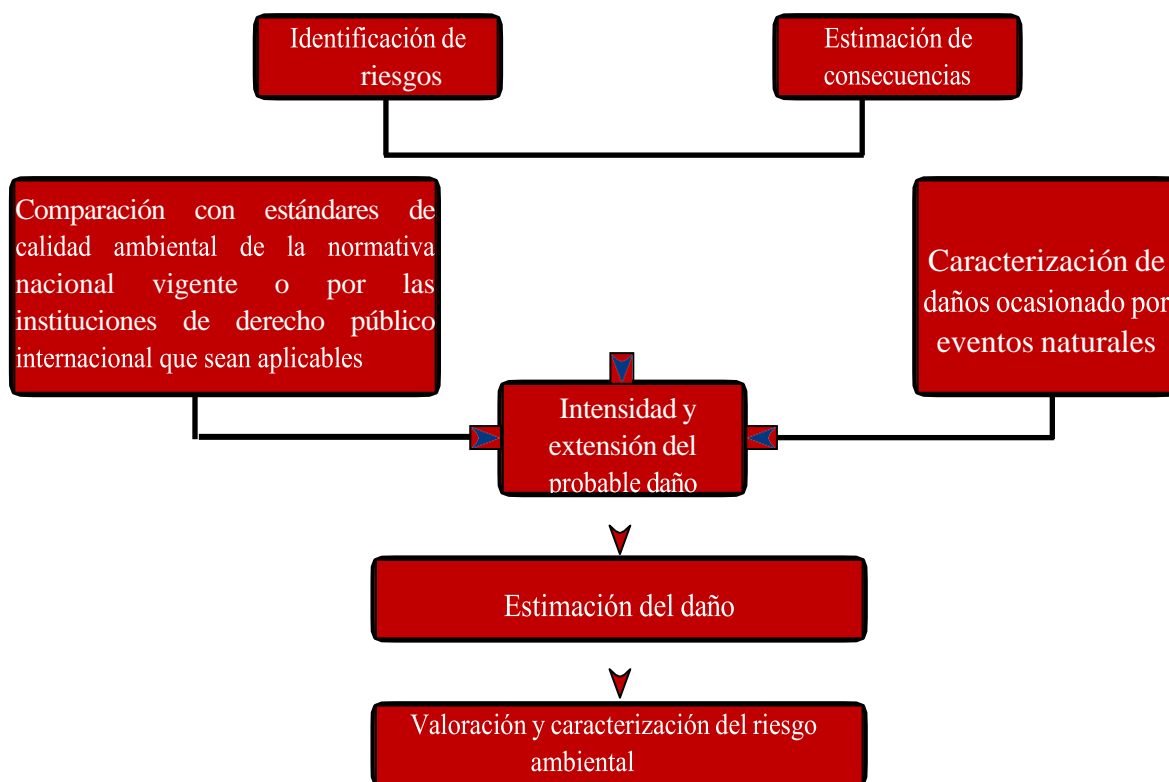 Identificación de
riesgos
Estimación de
consecuencias
Comparación con estándares de
calidad ambiental de la normativa
nacional vigente o por las
instituciones de derecho público
internacional que sean aplicables
Caracterización de
daños ocasionado por
eventos naturales
Intensidad y
extensión del
probable daño
Estimación del daño
Valoración y caracterización del riesgo
ambiental